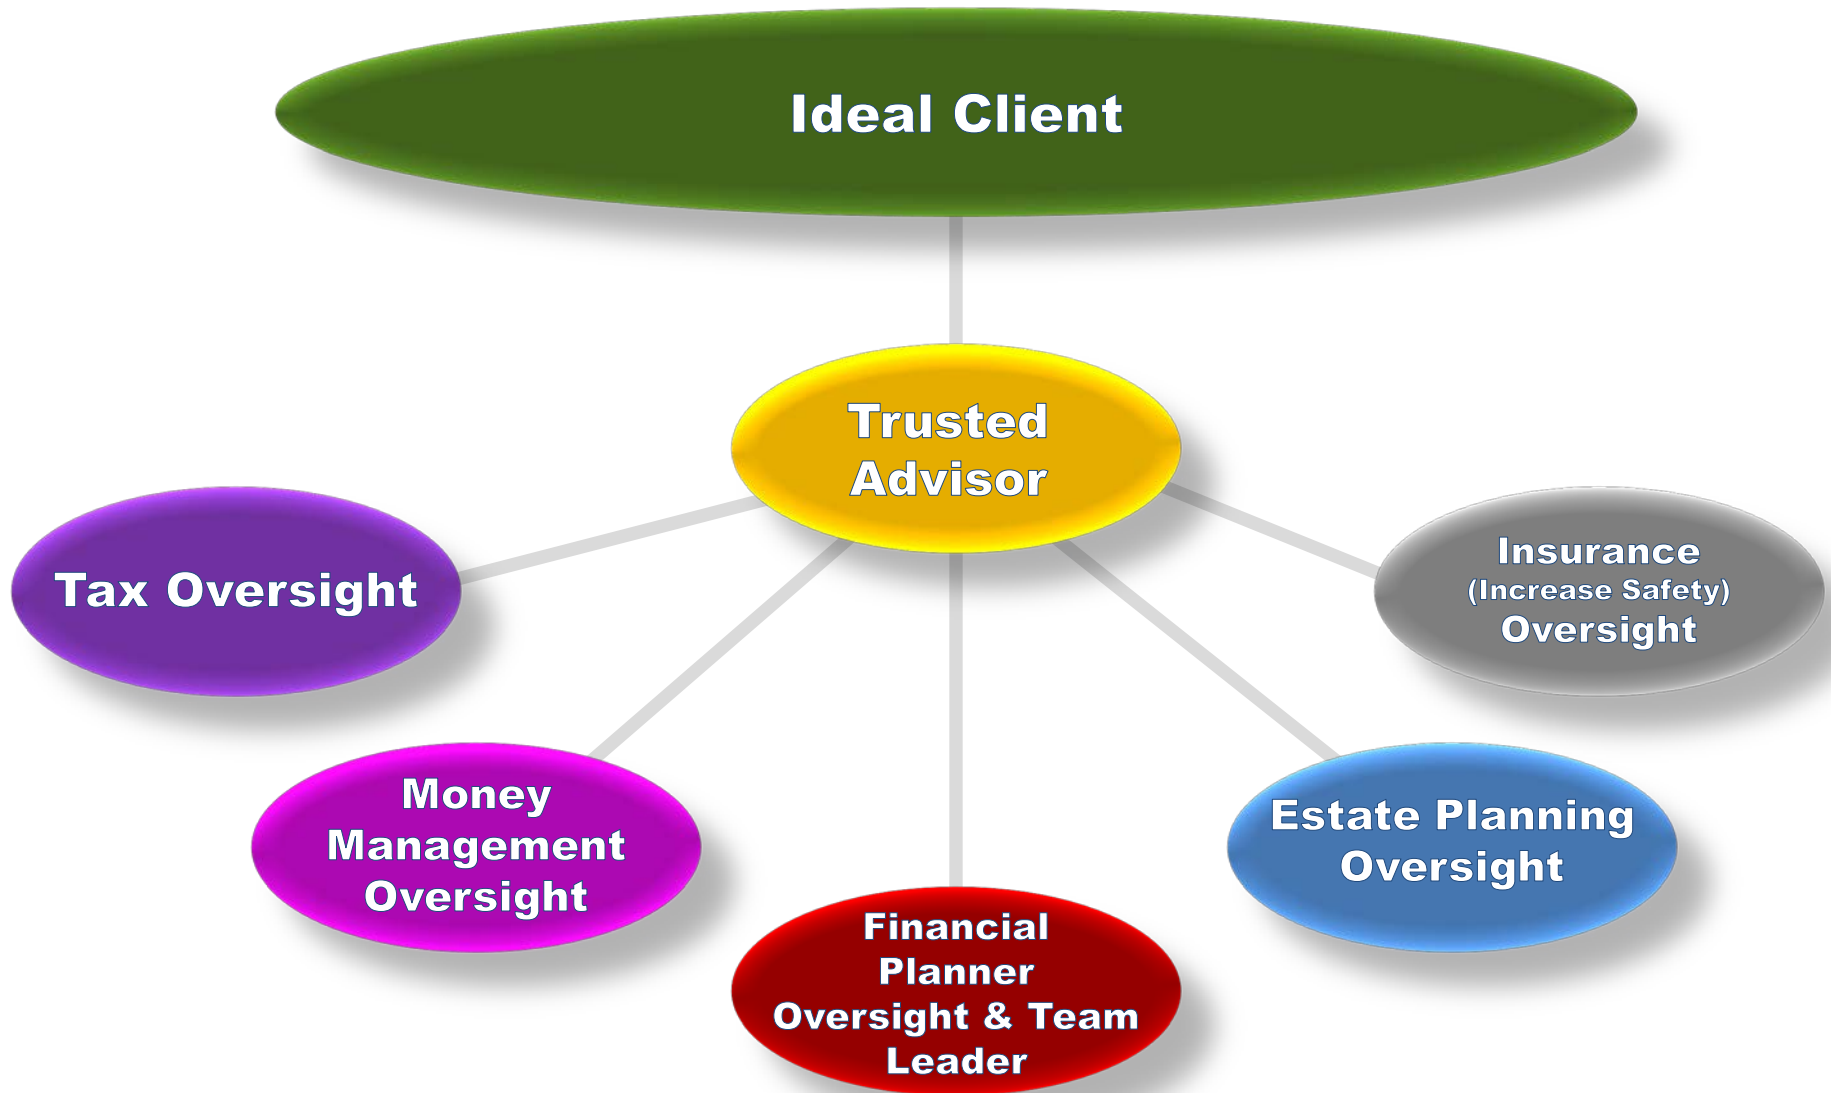 Ideal Client
Trusted
Advisor
Tax Oversight
Insurance
(Increase Safety)
Oversight
Money
Management
Oversight
Estate Planning
Oversight
Financial
Planner
Oversight & Team
Leader